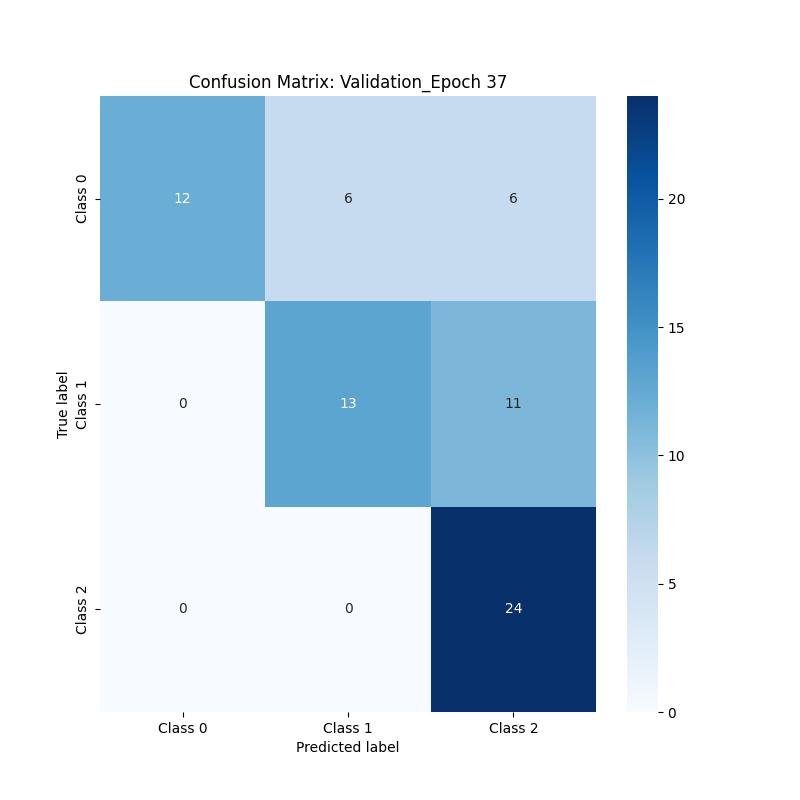 Confusion Matrix: Validation_Epoch 37
True label
Class 0
12 6 6
Class 1
0 13 11
Class 2
0 0 24
Class 0 Class 1 Class 2
Predicted label
20
15
10
5
0